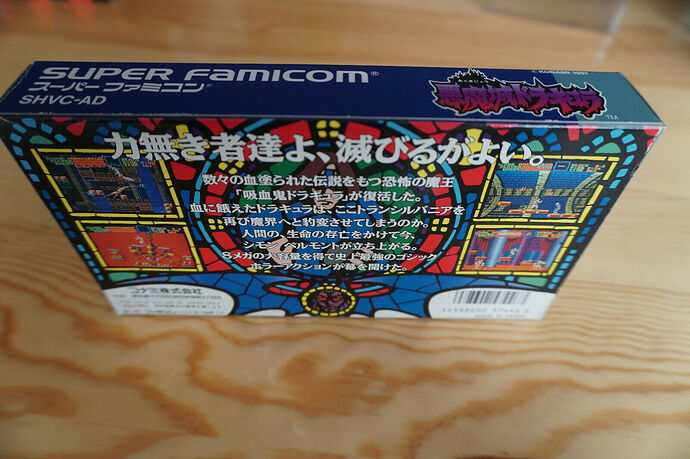 SUPER FAMICOM®
スーパーファミコン®
SHVC-AD
© KONAMI 1991
悪魔城ドラキュラ
TM
力無き者達よ、滅びるがよい。
数々の血塗られた伝説をもつ恐怖の魔王
「吸血鬼ドラキュラ」が復活した。
血に餓えたドラキュラは、ここトランシルバニアを
再び魔界へと豹変させてしまうのか。
人間の、生命の存亡をかけて今、
シモン・ベルモントが立ち上がる。
8メガの大容量を得て史上最強のゴシック
ホラーアクションが幕を開けた。
コナミ株式会社
MADE IN JAPAN